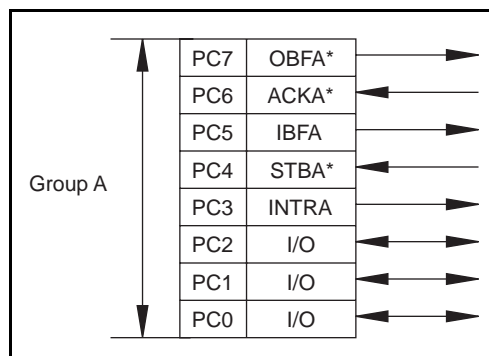 PC7 OBFA*
PC6 ACKA*
PC5 IBFA
PC4 STBA*
Group A
PC3 INTRA
PC2 I/O
PC1 I/O
PC0 I/O